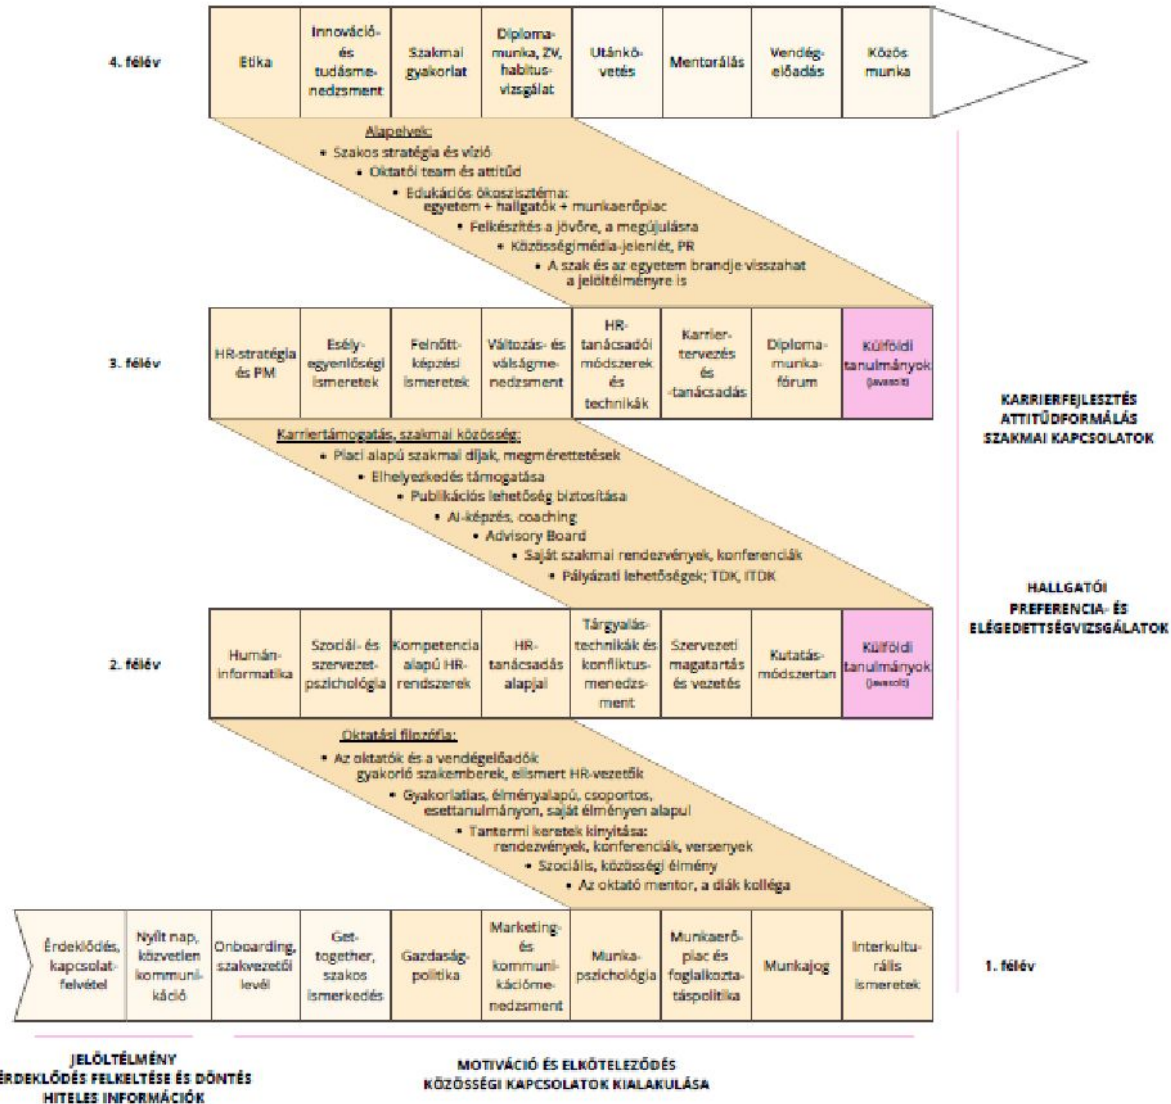 4. félév
Etika
Innováció-
és
tudásme-
nedzsment
Szakmai
gyakorlat
Diploma-
munka, ZV,
habitus-
vizsgálat
Utánkö-
vetés
Mentorálás
Vendég-
előadás
Közös
munka
Alapelvek:
• Szakos stratégia és vízió
• Oktatói team és attitűd
• Edukációs ökoszisztéma:
egyetem + hallgatók + munkaerőpiac
• Felkészítés a jövőre, a megújulásra
• Közösségimédia-jelenlét, PR
• A szak és az egyetem brandje visszahat
a jelöltélményre is
3. félév
HR-stratégia
és PM
Esély-
egyenlőségi
ismeretek
Felnőtt-
képzési
ismeretek
Változás- és
válságme-
nedzsment
HR-
tanácsadói
módszerek
és
technikák
Karrier-
tervezés
és
-tanácsadás
Diploma-
munka-
fórum
Külföldi
tanulmányok
(javasolt)
KARRIERFEJLESZTÉS
ATTITŰDFORMÁLÁS
SZAKMAI KAPCSOLATOK
Karriertámogatás, szakmai közösség:
• Piaci alapú szakmai díjak, megmérettetések
• Elhelyezkedés támogatása
• Publikációs lehetőség biztosítása
• AI-képzés, coaching
• Advisory Board
• Saját szakmai rendezvények, konferenciák
• Pályázati lehetőségek; TDK, ITDK
HALLGATÓI
PREFERENCIA- ÉS
ELÉGEDETTSÉGVIZSGÁLATOK
2. félév
Humán-
informatika
Szociál- és
szervezet-
pszichológia
Kompetencia
alapú HR-
rendszerek
HR-
tanácsadás
alapjai
Tárgyalás-
technikák és
konfliktus-
menedzs-
ment
Szervezeti
magatartás
és vezetés
Kutatás-
módszertan
Külföldi
tanulmányok
(javasolt)
Oktatási filozófia:
• Az oktatók és a vendégelőadók
gyakorló szakemberek, elismert HR-vezetők
• Gyakorlatias, élményalapú, csoportos,
esettanulmányon, saját élményen alapul
• Tantermi keretek kinyitása:
rendezvények, konferenciák, versenyek
• Szociális, közösségi élmény
• Az oktató mentor, a diák kolléga
Érdeklődés,
kapcsolat-
felvétel
Nyílt nap,
közvetlen
kommuni-
káció
Onboarding,
szakvezetői
levél
Get-
together,
szakos
ismerkedés
Gazdaság-
politika
Marketing-
és
kommuni-
kációme-
nedzsment
Munka-
pszichológia
Munkaerő-
piac és
foglalkozta-
táspolitika
Munkajog
Interkultu-
rális
ismeretek
1. félév
JELÖLTÉLMÉNY
ÉRDEKLŐDÉS FELKELTÉSE ÉS DÖNTÉS
HITELES INFORMÁCIÓK
MOTIVÁCIÓ ÉS ELKÖTELEZŐDÉS
KÖZÖSSÉGI KAPCSOLATOK KIALAKULÁSA